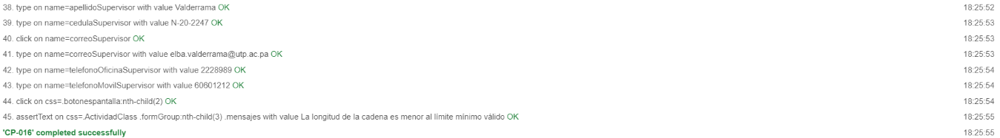 38. type on name=apellidoSupervisor with value Valderrama OK 18:25:52
39. type on name=cedulaSupervisor with value N-20-2247 OK 18:25:53
40. click on name=correoSupervisor OK 18:25:53
41. type on name=correoSupervisor with value elba.valderrama@utp.ac.pa OK 18:25:53
42. type on name=telefonoOficinaSupervisor with value 2228989 OK 18:25:54
43. type on name=telefonoMovilSupervisor with value 60601212 OK 18:25:54
44. click on css=.botonespantalla:nth-child(2) OK 18:25:54
45. assertText on css=.ActividadClass .formGroup:nth-child(3) .mensajes with value La longitud de la cadena es menor al límite mínimo válido OK 18:25:55
'CP-016' completed successfully 18:25:55